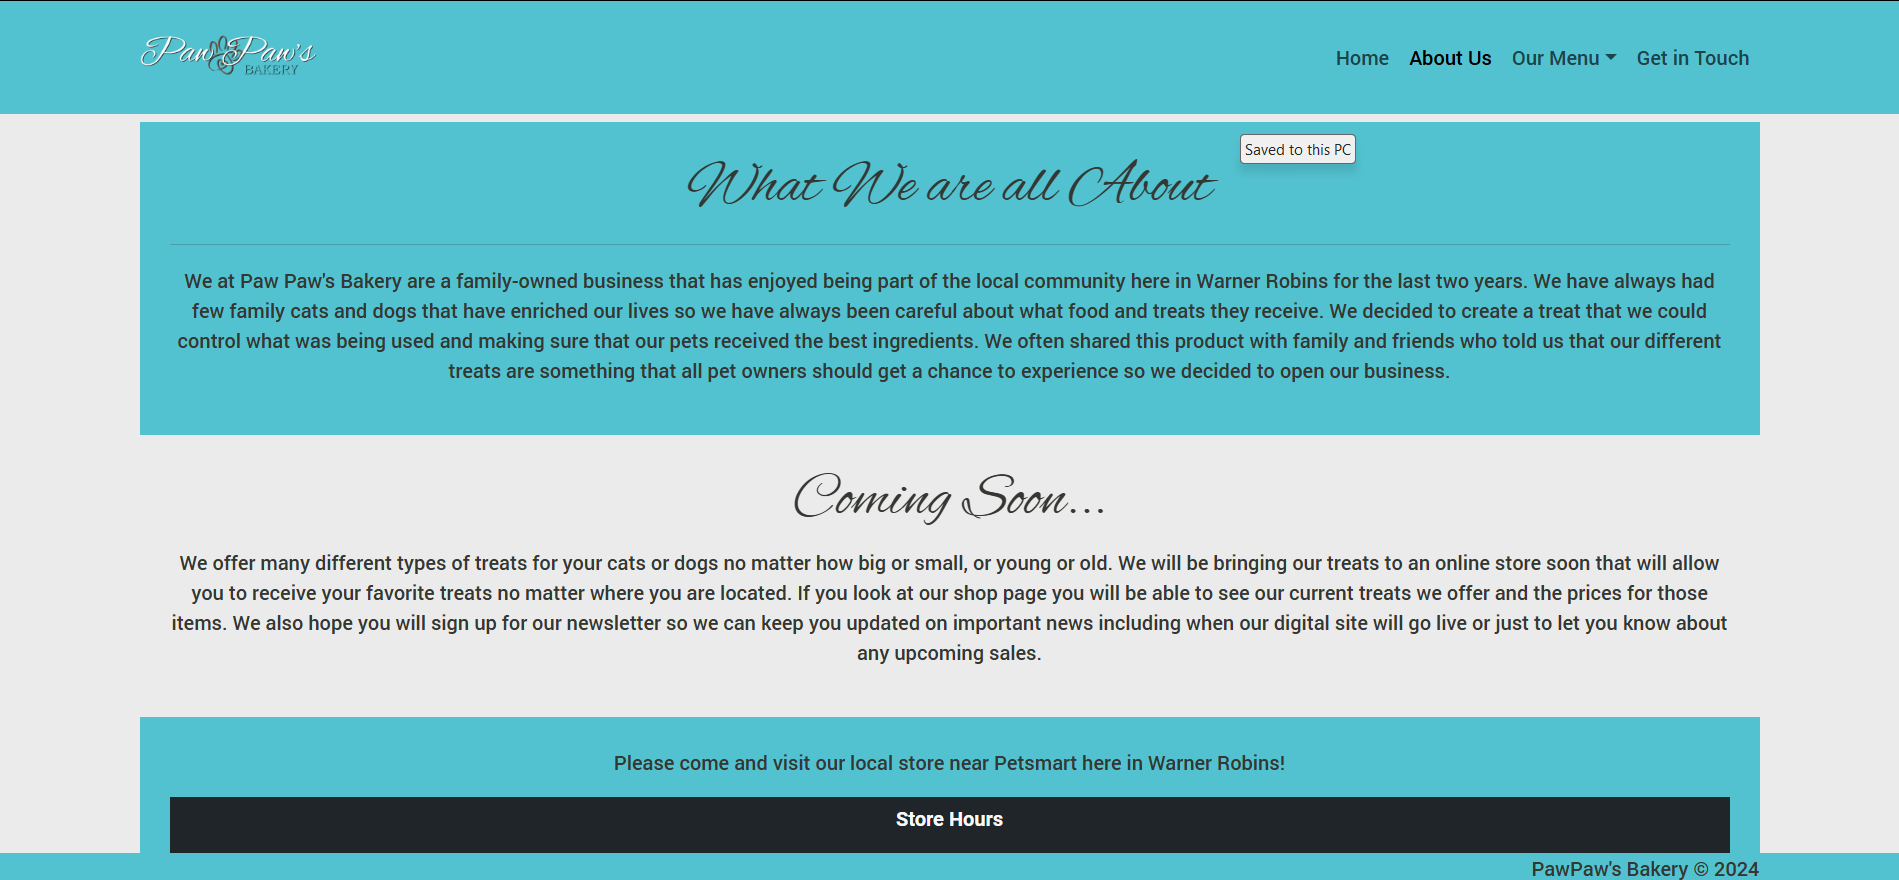 Paw Paw's
BAKERY
Home About Us Our Menu Get in Touch
Saved to this PC
What We are all About
We at Paw Paw's Bakery are a family-owned business that has enjoyed being part of the local community here in Warner Robins for the last two years. We have always had
few family cats and dogs that have enriched our lives so we have always been careful about what food and treats they receive. We decided to create a treat that we could
control what was being used and making sure that our pets received the best ingredients. We often shared this product with family and friends who told us that our different
treats are something that all pet owners should get a chance to experience so we decided to open our business.
Coming Soon...
We offer many different types of treats for your cats or dogs no matter how big or small, or young or old. We will be bringing our treats to an online store soon that will allow
you to receive your favorite treats no matter where you are located. If you look at our shop page you will be able to see our current treats we offer and the prices for those
items. We also hope you will sign up for our newsletter so we can keep you updated on important news including when our digital site will go live or just to let you know about
any upcoming sales.
Please come and visit our local store near Petsmart here in Warner Robins!
Store Hours
PawPaw's Bakery © 2024